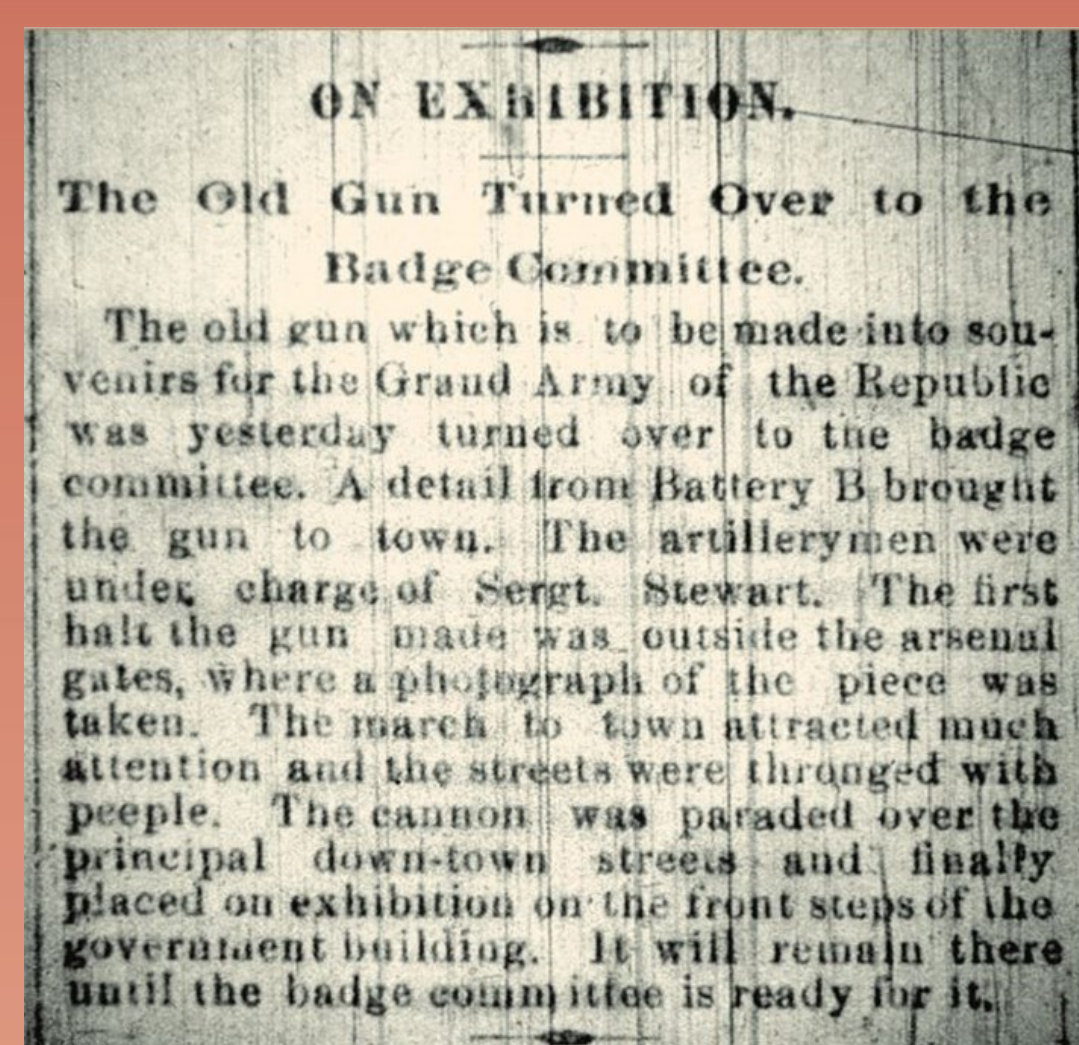 ON EXHIBITION.
The Old Gun Turned Over to the
Badge Committee.
The old gun which is to be made into sou-
venirs for the Grand Army of the Republic
was yesterday turned over to the badge
committee. A detail from Battery B brought
the gun to town. The artillerymen were
under charge of Sergt. Stewart. The first
halt the gun made was outside the arsenal
gates, where a photograph of the piece was
taken. The march to town attracted much
attention and the streets were thronged with
peeple. The cannon was paraded over the
principal down-town streets and finally
placed on exhibition on the front steps of the
government building. It will remain there
until the badge committee is ready for it.